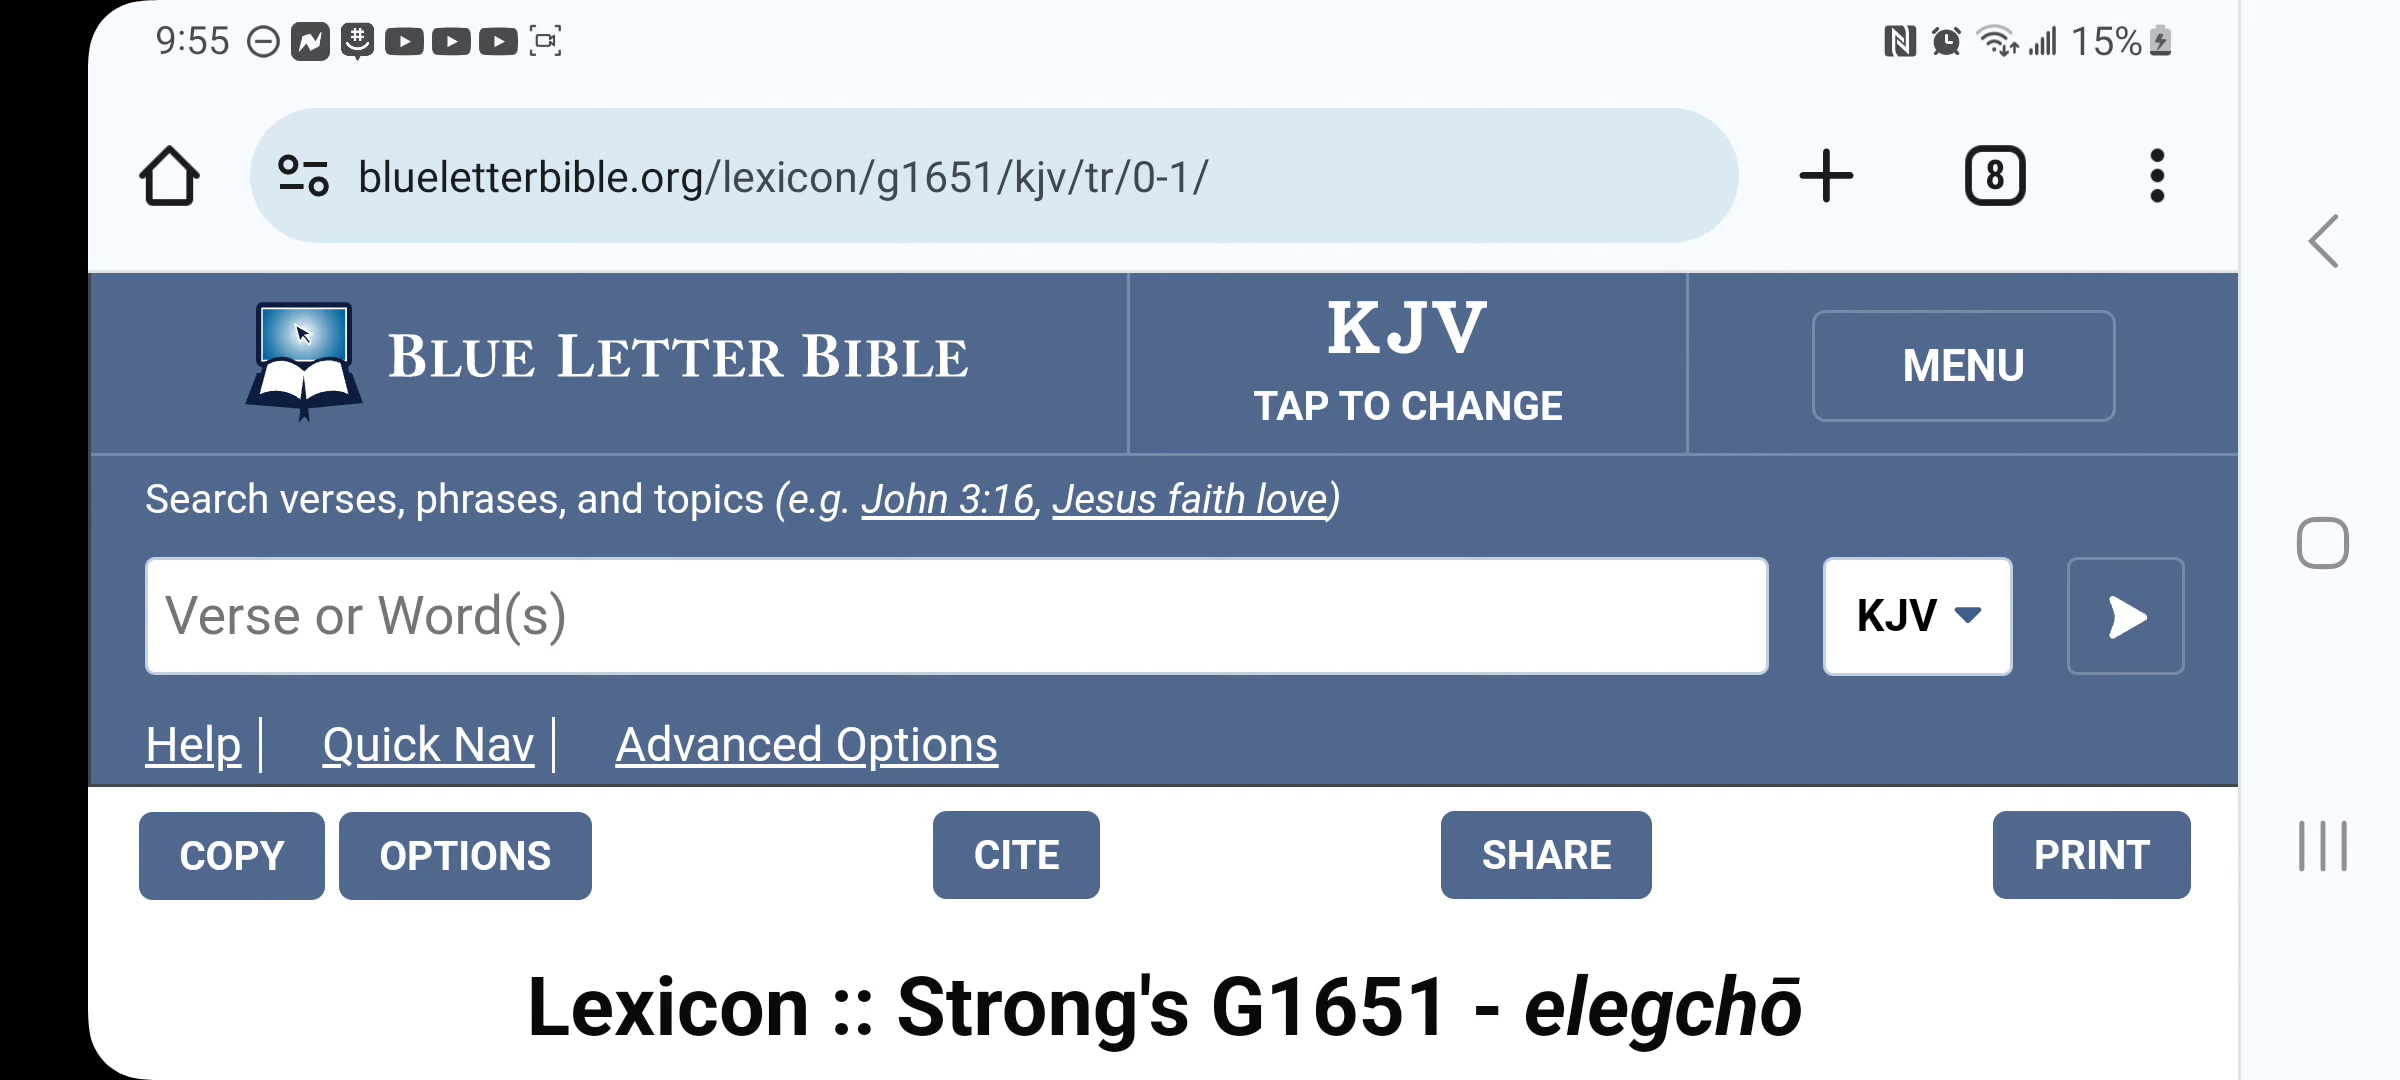 9:55
15%
blueletterbible.org/lexicon/g1651/kjv/tr/0-1/
8
BLUE LETTER BIBLE
KJV
TAP TO CHANGE
MENU
Search verses, phrases, and topics (e.g. John 3:16, Jesus faith love)
Verse or Word(s)
KJV
Help
Quick Nav
Advanced Options
COPY
OPTIONS
CITE
SHARE
PRINT
Lexicon :: Strong's G1651 - elegchō